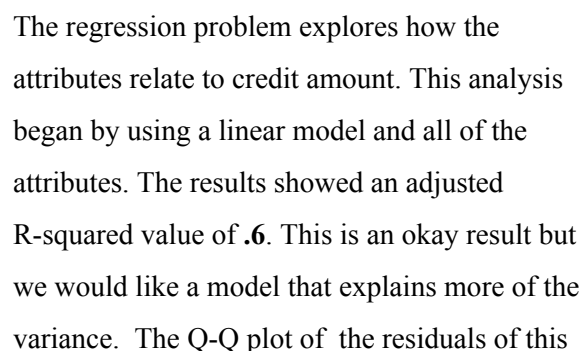 The regression problem explores how the
attributes relate to credit amount. This analysis
began by using a linear model and all of the
attributes. The results showed an adjusted
R-squared value of .6. This is an okay result but
we would like a model that explains more of the
variance. The Q-Q plot of the residuals of this